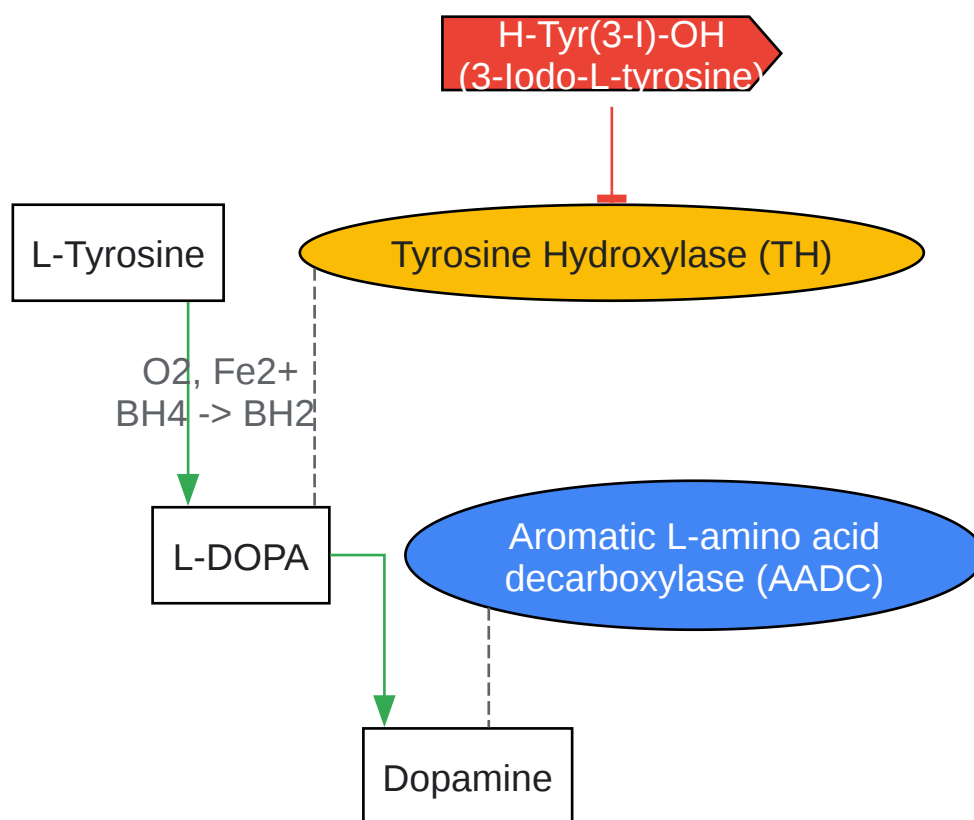 H-Tyr(3-I)-OH
(3-Iodo-L-tyrosine)
L-Tyrosine
Tyrosine Hydroxylase (TH)
O2, Fe2+
BH4 -> BH2
L-DOPA
Aromatic L-amino acid
decarboxylase (AADC)
Dopamine